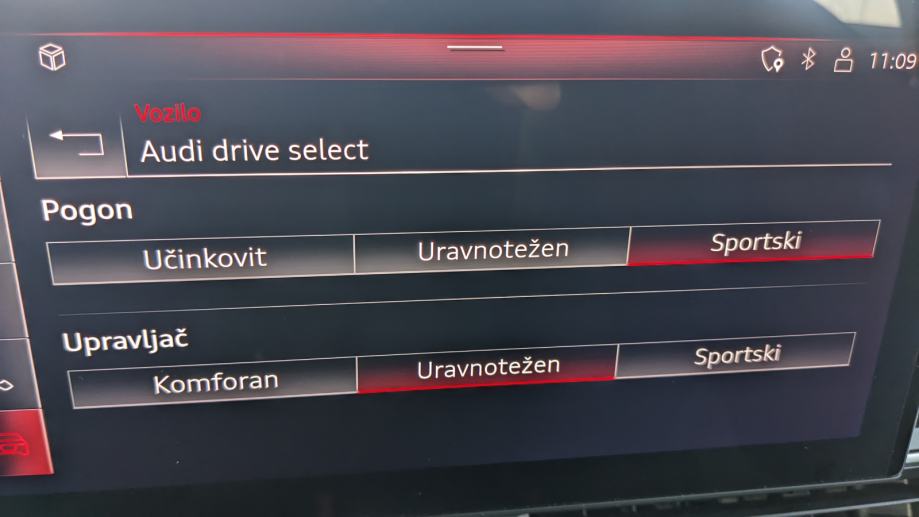 11:09
Vozilo
Audi drive select
Pogon
Učinkovit Uravnotežen Sportski
Upravljač
Komforan Uravnotežen Sportski